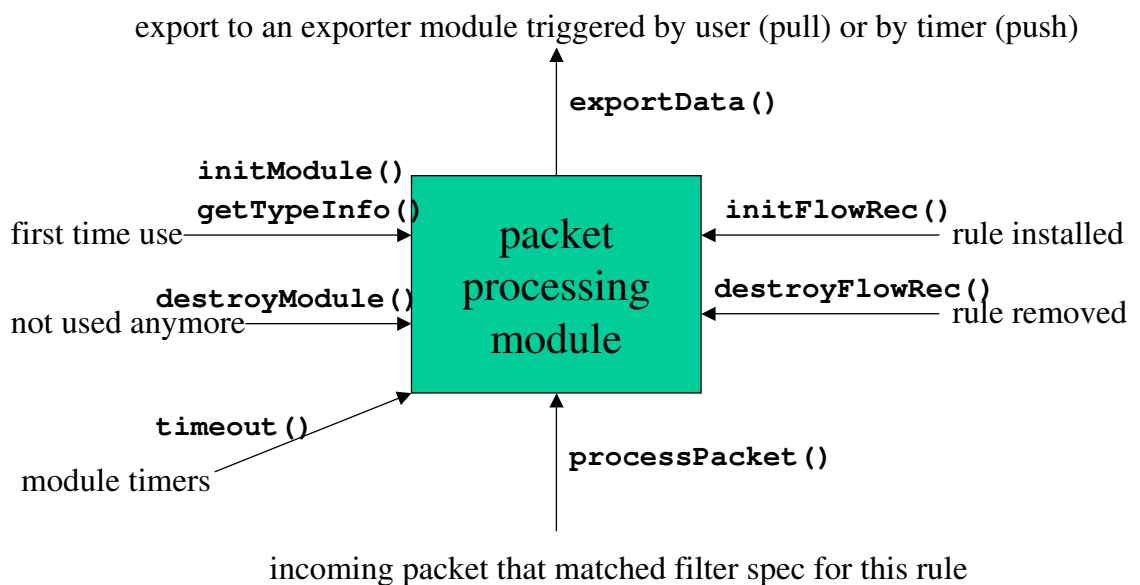 export to an exporter module triggered by user (pull) or by timer (push)
exportData()
initModule()
getTypeInfo()
first time use
initFlowRec()
rule installed
packet
processing
module
destroyModule()
not used anymore
destroyFlowRec()
rule removed
timeout()
module timers
processPacket()
incoming packet that matched filter spec for this rule